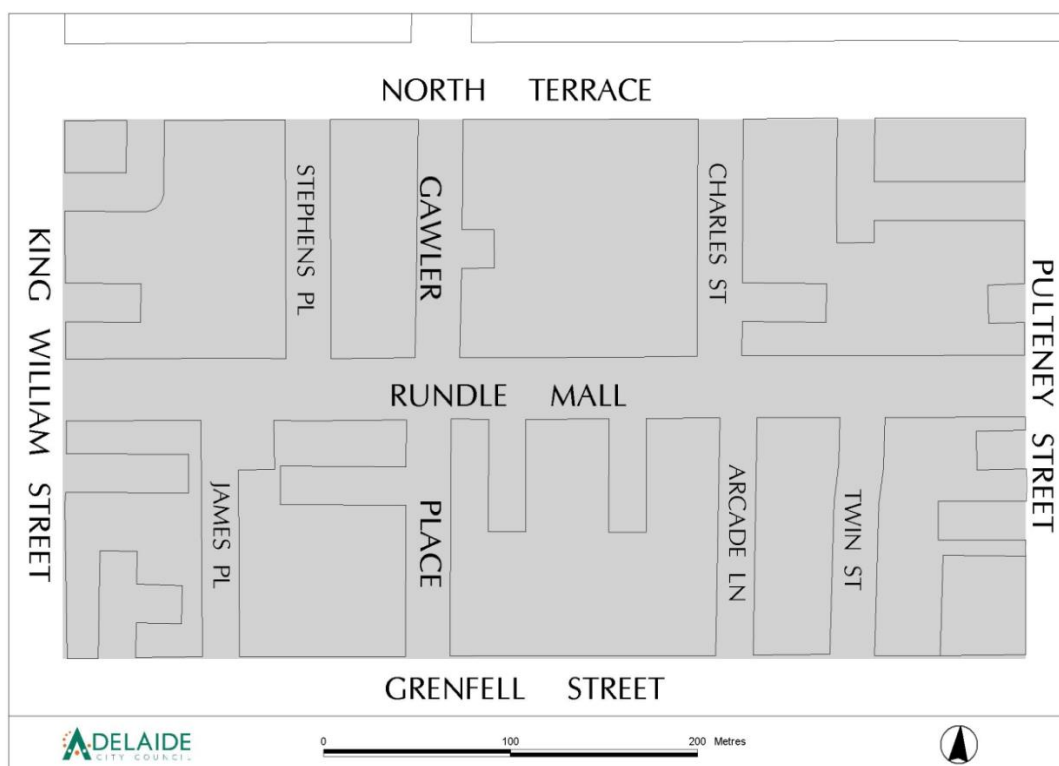 NORTH TERRACE
STEPHENS PL
GAWLER
CHARLES ST
KING WILLIAM STREET
PULTENEY STREET
RUNDLE MALL
JAMES PL
PLACE
ARCADE LN
TWIN ST
GRENFELL STREET
ADELAIDE
CITY COUNCIL
0 100 200 Metres